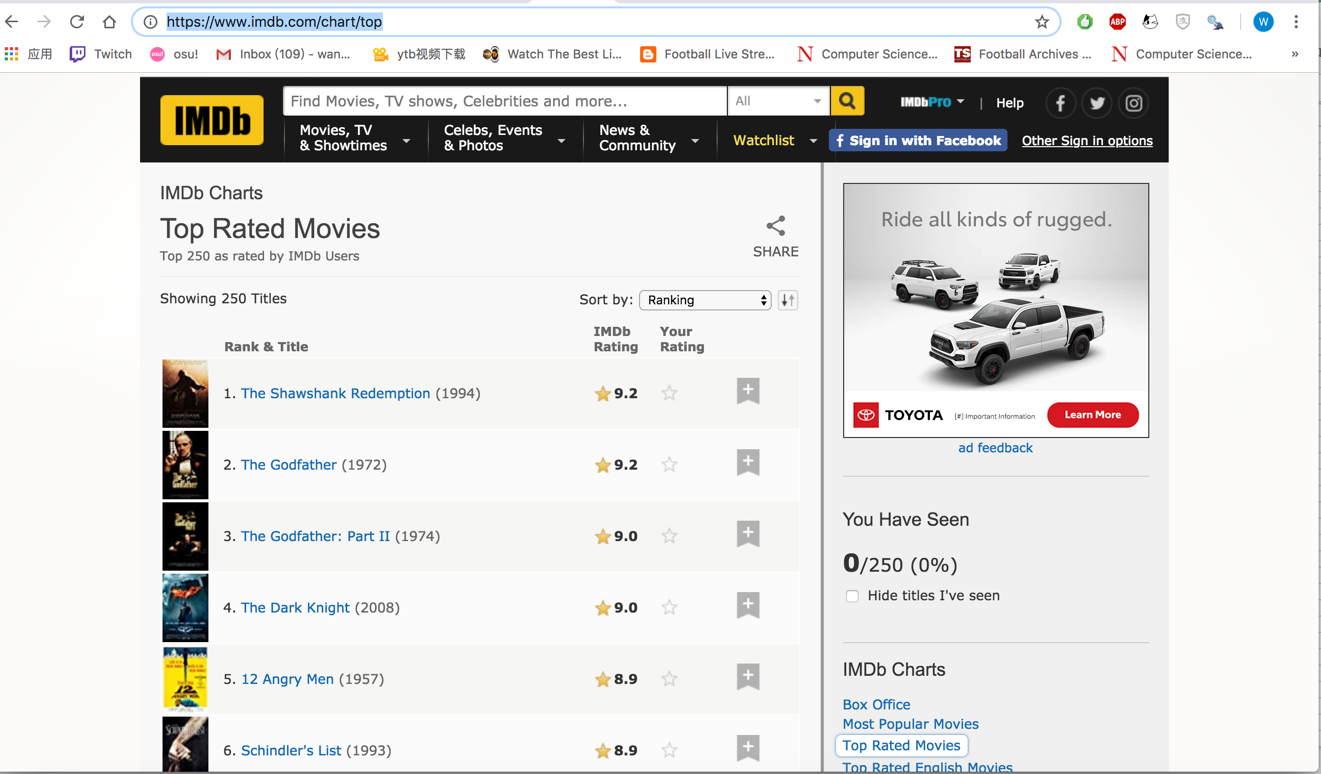 https://www.imdb.com/chart/top
W
应用
Twitch
osu!
Inbox (109) - wan...
ytb视频下载
Watch The Best Li...
Football Live Stre...
Computer Science...
Football Archives ...
Computer Science...
»
IMDb
Find Movies, TV shows, Celebrities and more...
All
IMDbPro
|
Help
Movies, TV
& Showtimes
Celebs, Events
& Photos
News &
Community
Watchlist
Sign in with Facebook
Other Sign in options
IMDb Charts
Top Rated Movies
Top 250 as rated by IMDb Users
SHARE
Showing 250 Titles
Sort by: Ranking
Rank & Title
IMDb
Rating
Your
Rating
1. The Shawshank Redemption (1994) 9.2
2. The Godfather (1972) 9.2
3. The Godfather: Part II (1974) 9.0
4. The Dark Knight (2008) 9.0
5. 12 Angry Men (1957) 8.9
6. Schindler's List (1993) 8.9
Ride all kinds of rugged.
TOYOTA
[#] Important Information
Learn More
ad feedback
You Have Seen
0/250 (0%)
Hide titles I've seen
IMDb Charts
Box Office
Most Popular Movies
Top Rated Movies
Top Rated English Movies